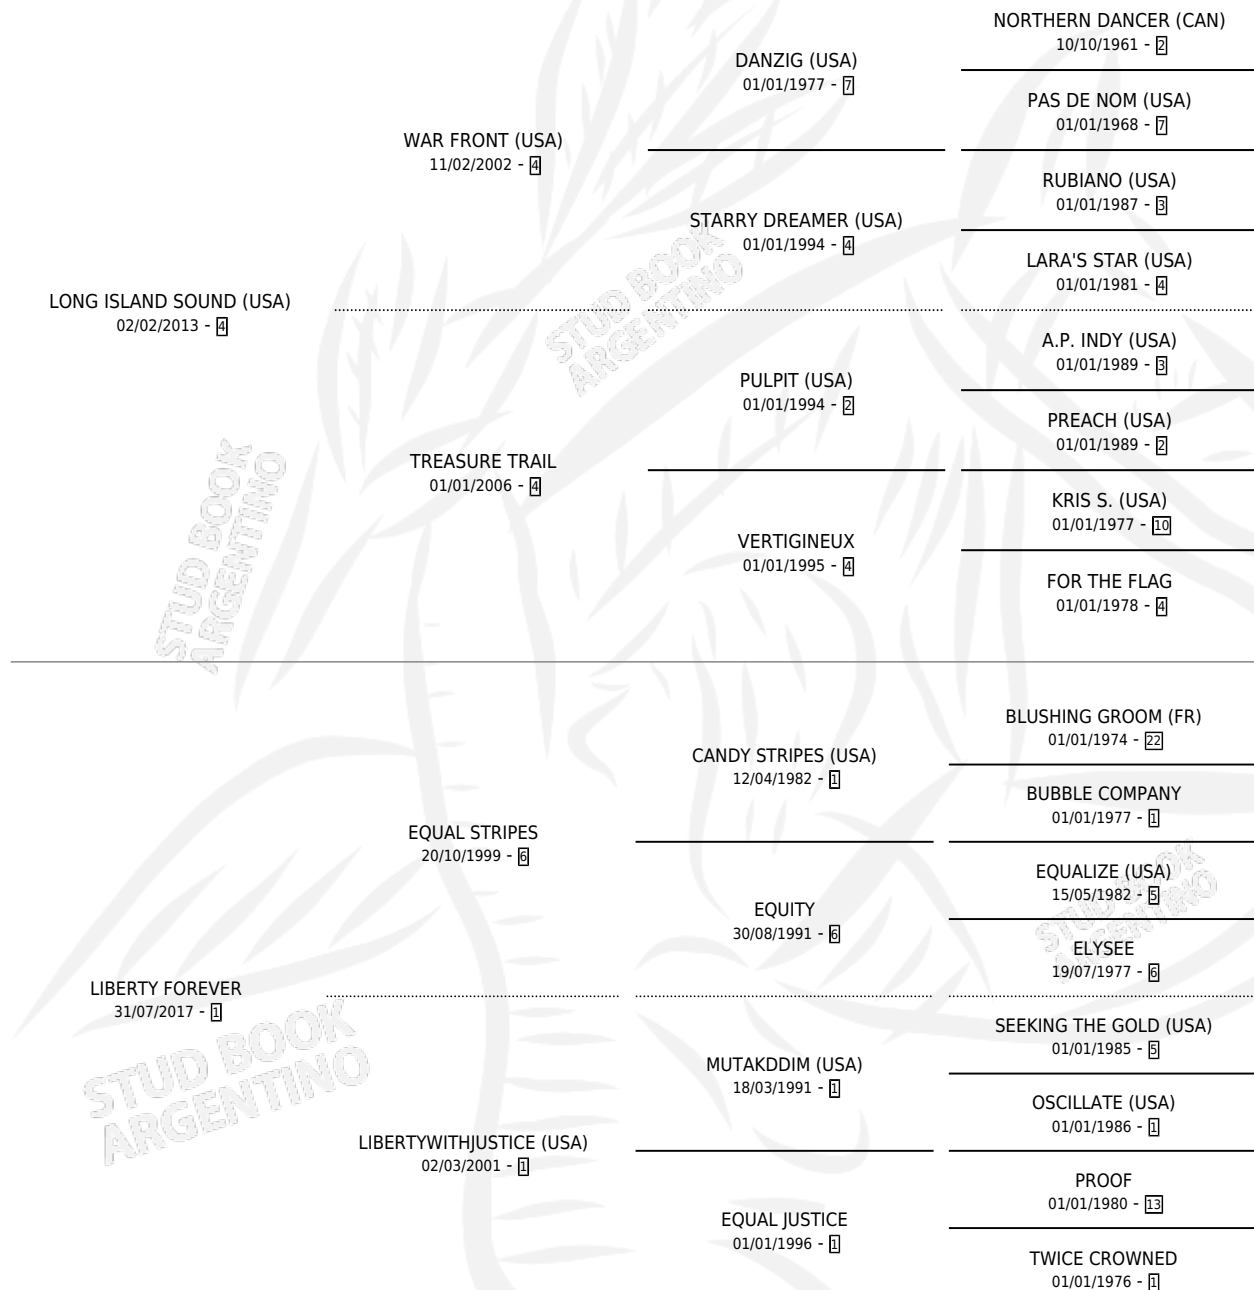 NORTHERN DANCER (CAN)
10/10/1961 - 2
DANZIG (USA)
01/01/1977 - 7
PAS DE NOM (USA)
01/01/1968 - 7
WAR FRONT (USA)
11/02/2002 - 4
RUBIANO (USA)
01/01/1987 - 3
STARRY DREAMER (USA)
01/01/1994 - 4
LARA'S STAR (USA)
01/01/1981 - 4
LONG ISLAND SOUND (USA)
02/02/2013 - 4
A.P. INDY (USA)
01/01/1989 - 3
PULPIT (USA)
01/01/1994 - 2
PREACH (USA)
01/01/1989 - 2
TREASURE TRAIL
01/01/2006 - 4
KRIS S. (USA)
01/01/1977 - 10
VERTIGINEUX
01/01/1995 - 4
FOR THE FLAG
01/01/1978 - 4
BLUSHING GROOM (FR)
01/01/1974 - 22
CANDY STRIPES (USA)
12/04/1982 - 1
BUBBLE COMPANY
01/01/1977 - 1
EQUAL STRIPES
20/10/1999 - 6
EQUALIZE (USA)
15/05/1982 - 5
EQUITY
30/08/1991 - 6
ELYSEE
19/07/1977 - 6
LIBERTY FOREVER
31/07/2017 - 1
SEEKING THE GOLD (USA)
01/01/1985 - 5
MUTAKDDIM (USA)
18/03/1991 - 1
OSCILLATE (USA)
01/01/1986 - 1
LIBERTYWITHJUSTICE (USA)
02/03/2001 - 1
PROOF
01/01/1980 - 13
EQUAL JUSTICE
01/01/1996 - 1
TWICE CROWNED
01/01/1976 - 1
STUD BOOK
ARGENTINO
STUD BOOK
ARGENTINO
STUD BOOK
ARGENTINO
STUD BOOK
ARGENTINO